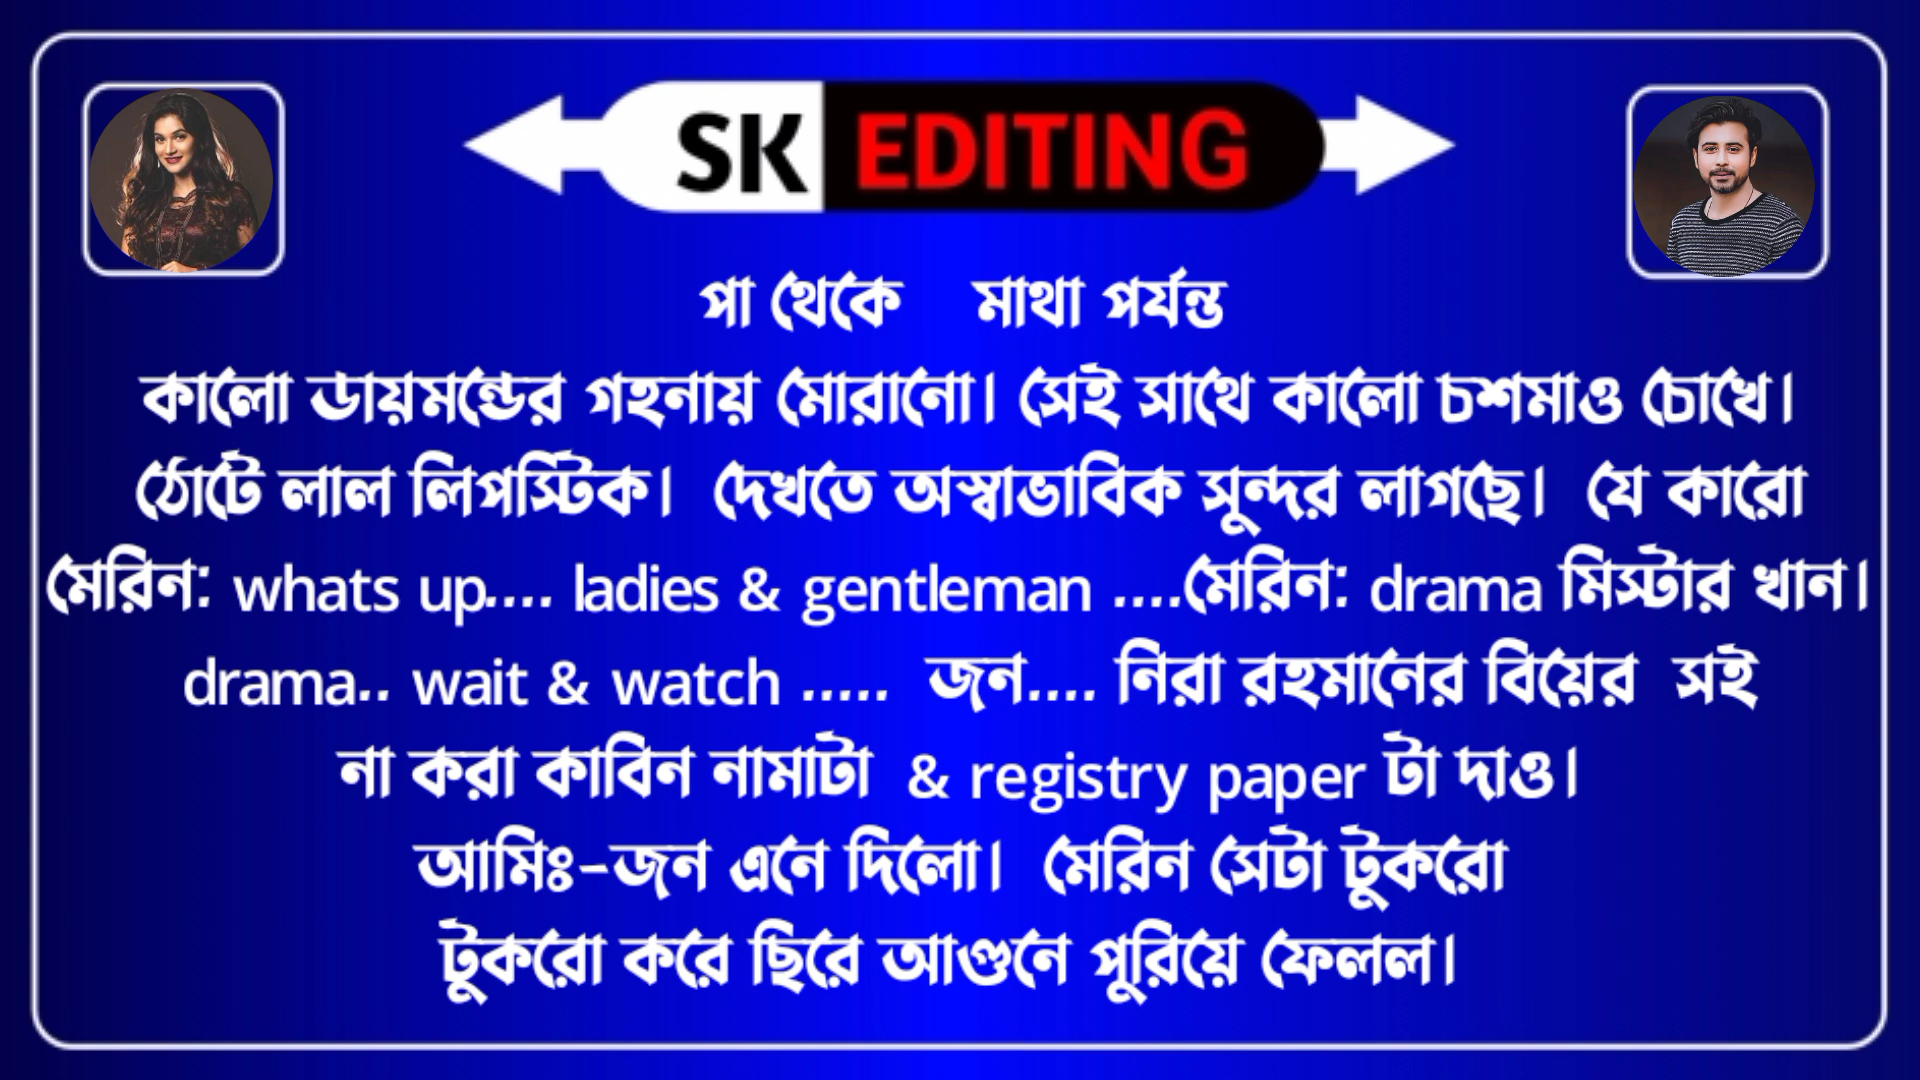 SK EDITING
পা থেকে মাথা পর্যন্ত
কালো ডায়মন্ডের গহনায় মোরানো। সেই সাথে কালো চশমাও চোখে।
ঠোটে লাল লিপস্টিক। দেখতে অস্বাভাবিক সুন্দর লাগছে। যে কারো
মেরিন: whats up.... ladies & gentleman ....মেরিন: drama মিস্টার খান।
drama.. wait & watch ..... জন.... নিরা রহমানের বিয়ের সই
না করা কাবিন নামাটা & registry paper টা দাও।
আমিঃ-জন এনে দিলো। মেরিন সেটা টুকরো
টুকরো করে ছিরে আগুনে পুরিয়ে ফেলল।